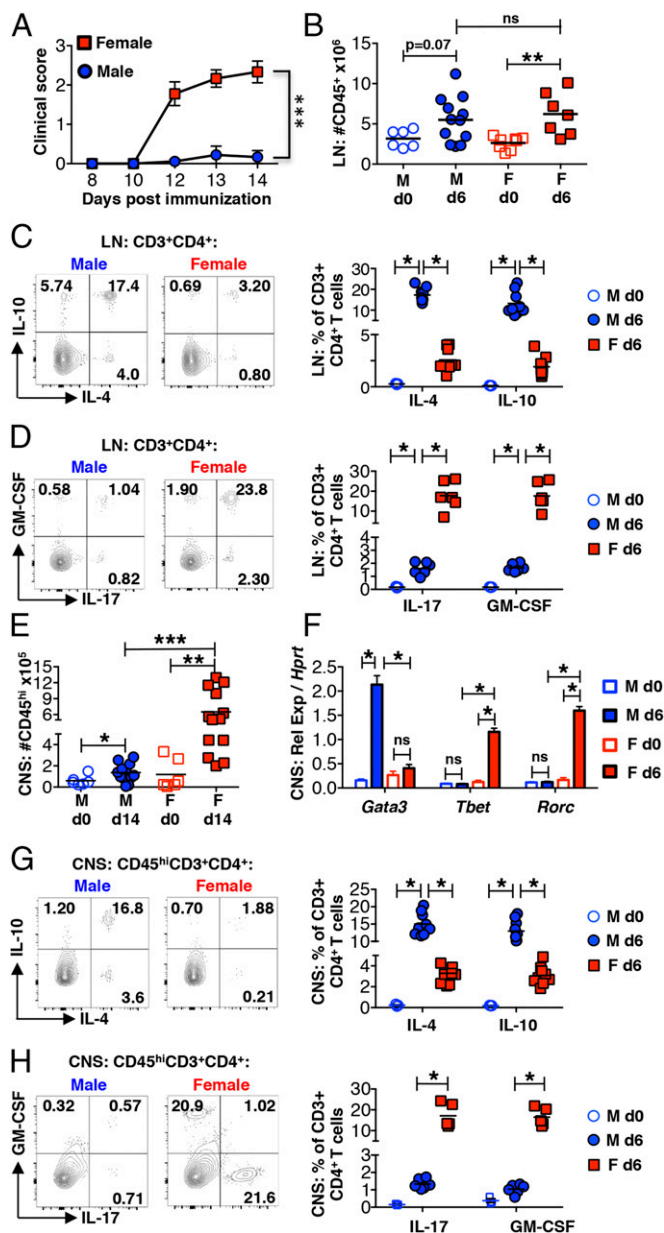 A
Female
Male
Clinical score
3
2
1
0
***
8 10 12 13 14
Days post immunization
B
ns
p=0.07
**
LN: #CD45⁺ x10⁶
15
10
5
0
M M F F
d0 d6 d0 d6
C
LN: CD3⁺CD4⁺:
Male Female
5.74 17.4 0.69 3.20
4.0 0.80
IL-10
IL-4
LN: % of CD3+
CD4⁺ T cells
* * * *
30
20
10
5
0
IL-4 IL-10
M d0
M d6
F d6
D
LN: CD3⁺CD4⁺:
Male Female
0.58 1.04 1.90 23.8
0.82 2.30
GM-CSF
IL-17
LN: % of CD3+
CD4⁺ T cells
* * * *
30
20
10
4
2
0
IL-17 GM-CSF
M d0
M d6
F d6
E
***
**
*
CNS: #CD45ʰⁱ x10⁵
15
12
9
6
4
2
0
M M F F
d0 d14 d0 d14
F
CNS: Rel Exp / Hprt
2.5
2.0
1.5
1.0
0.5
0.0
* * ns
ns * *
ns * *
Gata3 Tbet Rorc
M d0
M d6
F d0
F d6
G
CNS: CD45ʰⁱCD3⁺CD4⁺:
Male Female
1.20 16.8 0.70 1.88
3.6 0.21
IL-10
IL-4
CNS: % of CD3+
CD4⁺ T cells
* * * *
25
20
15
10
6
4
2
0
IL-4 IL-10
M d0
M d6
F d6
H
CNS: CD45ʰⁱCD3⁺CD4⁺:
Male Female
0.32 0.57 20.9 1.02
0.71 21.6
GM-CSF
IL-17
CNS: % of CD3+
CD4⁺ T cells
* *
30
20
10
3
2
1
0
IL-17 GM-CSF
M d0
M d6
F d6